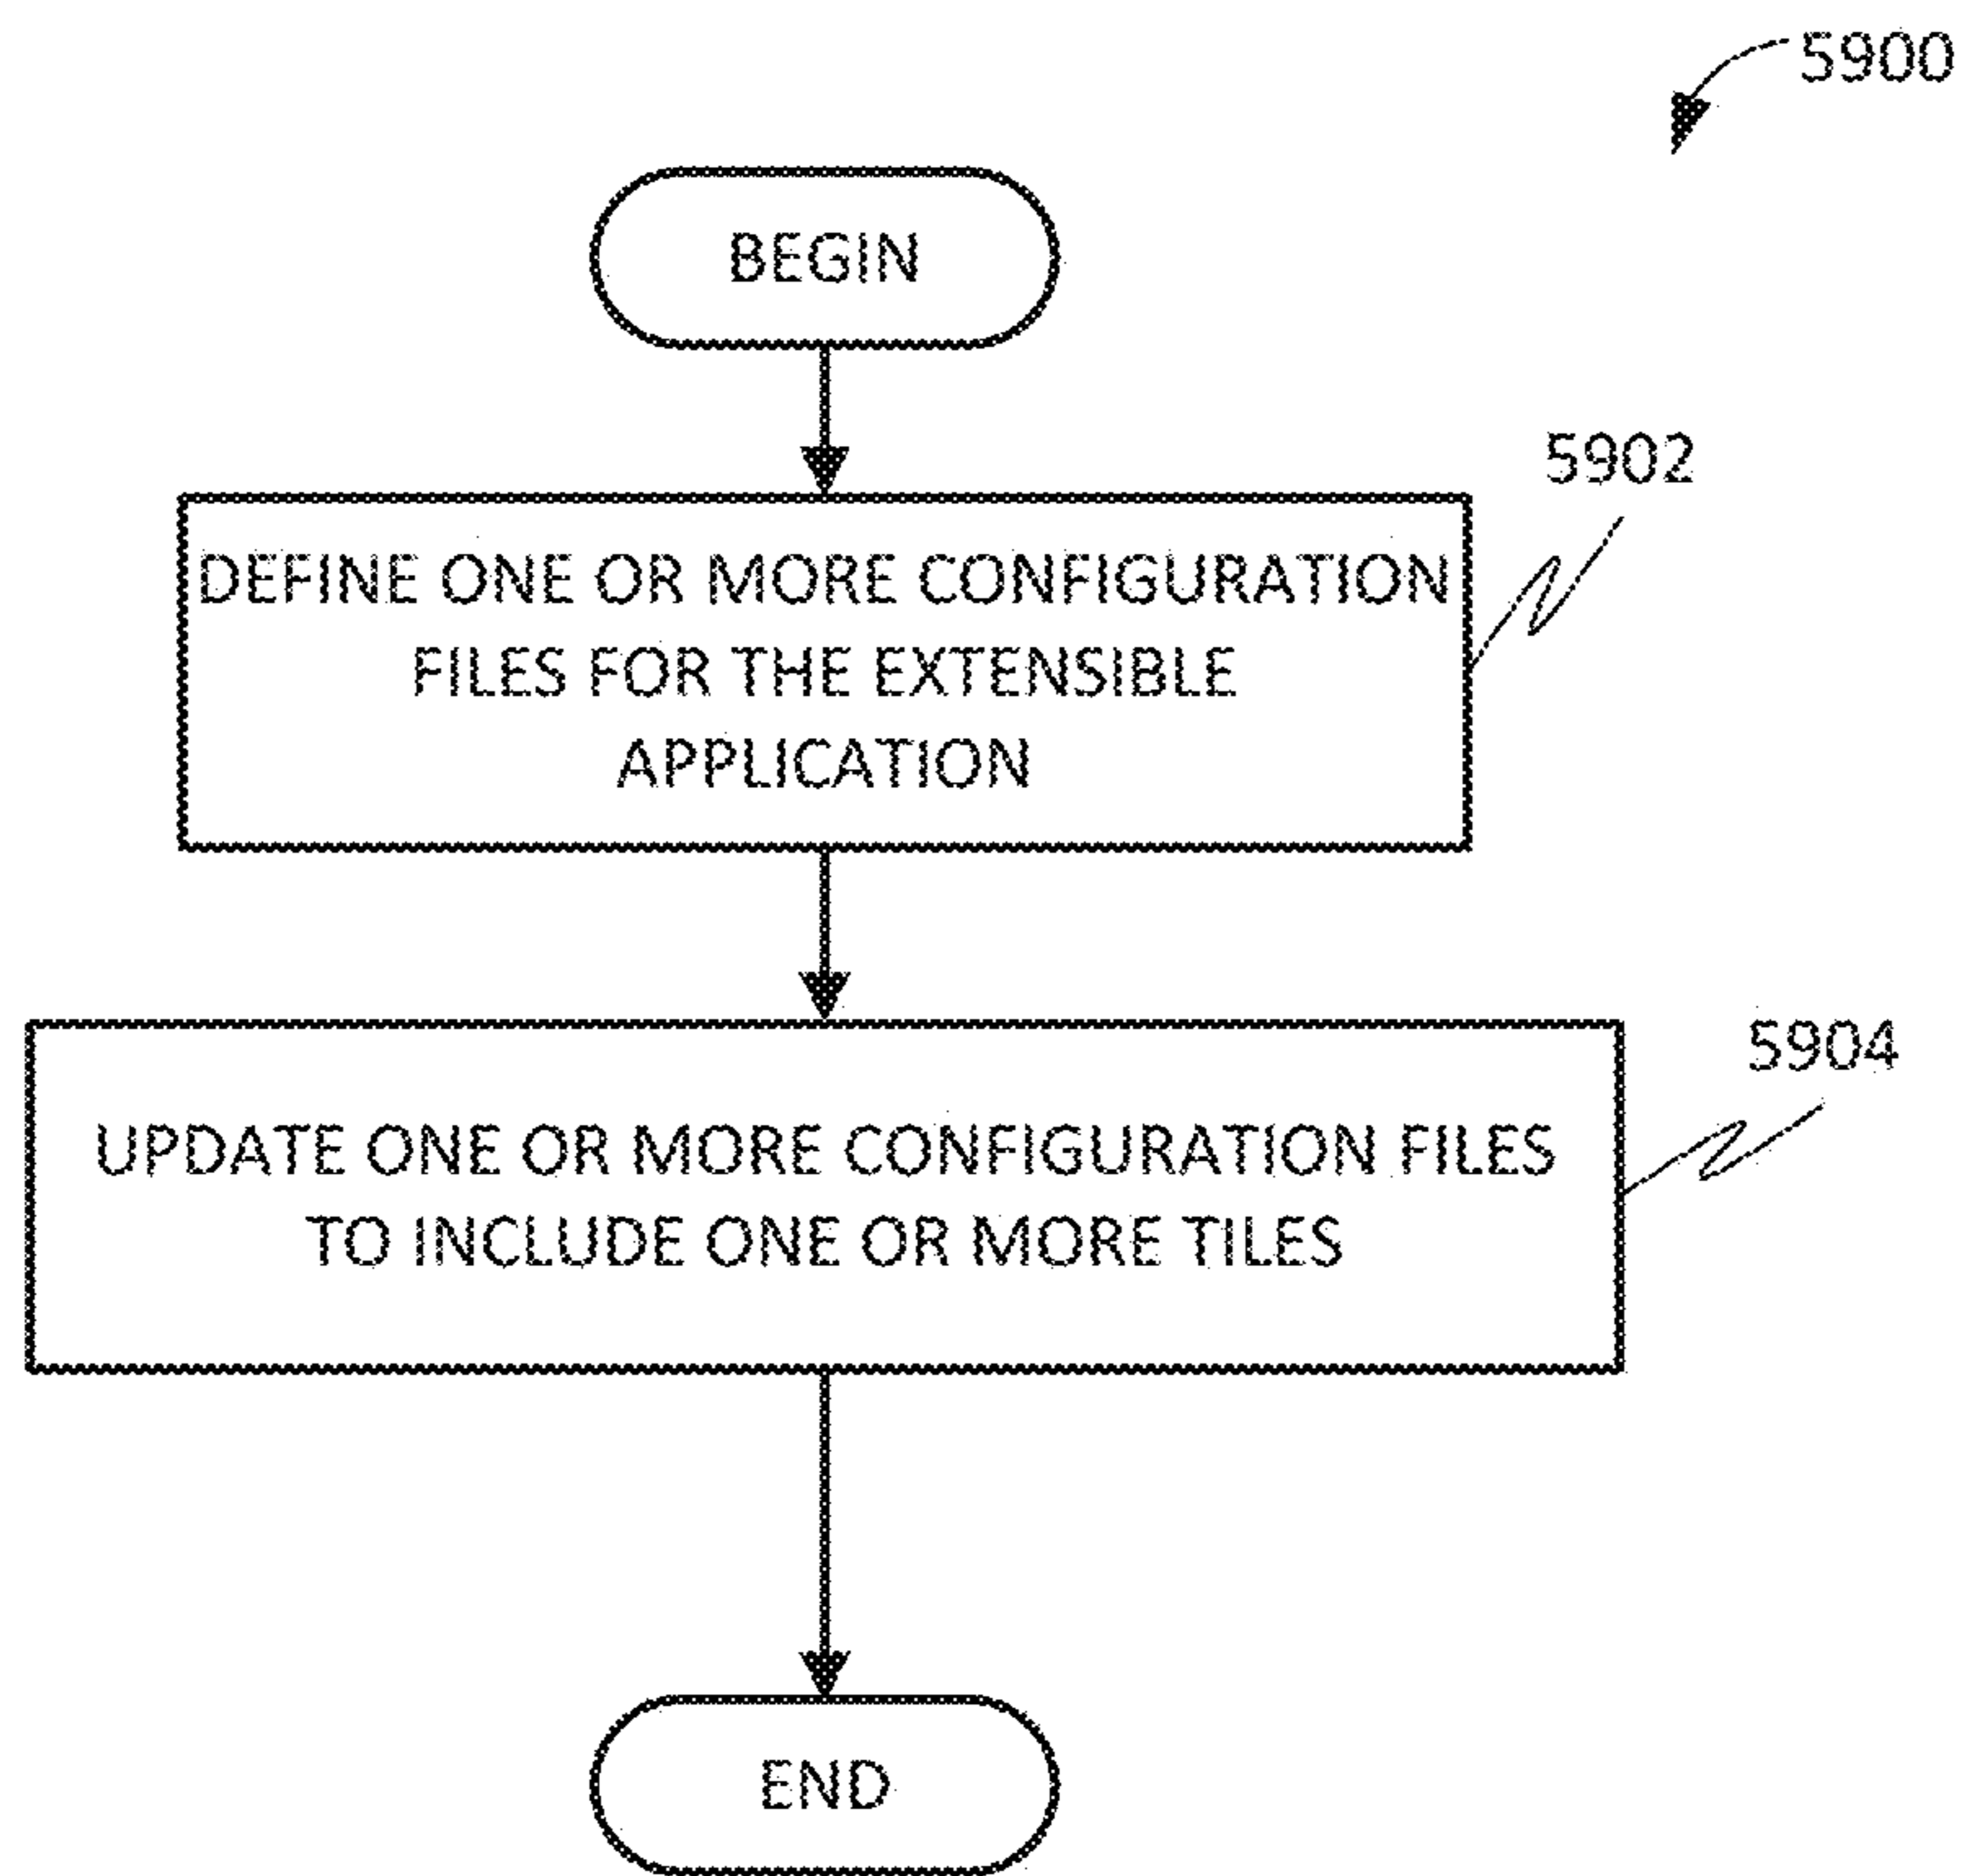 5900
BEGIN
5902
DEFINE ONE OR MORE CONFIGURATION
FILES FOR THE EXTENSIBLE
APPLICATION
5904
UPDATE ONE OR MORE CONFIGURATION FILES
TO INCLUDE ONE OR MORE TILES
END